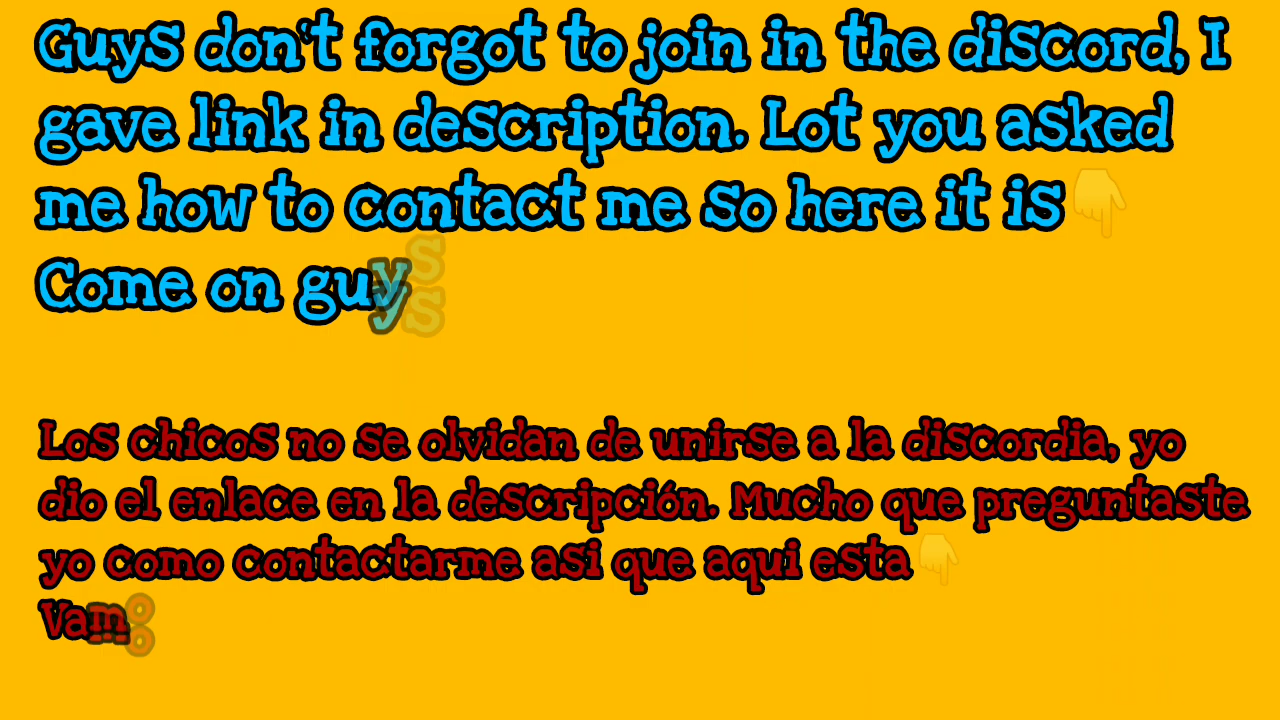 Guys don't forgot to join in the discord, I
gave link in description. Lot you asked
me how to contact me so here it is👇
Come on guys
Los chicos no se olvidan de unirse a la discordia, yo
dio el enlace en la descripción. Mucho que preguntaste
yo como contactarme asi que aqui esta👇
Vamo